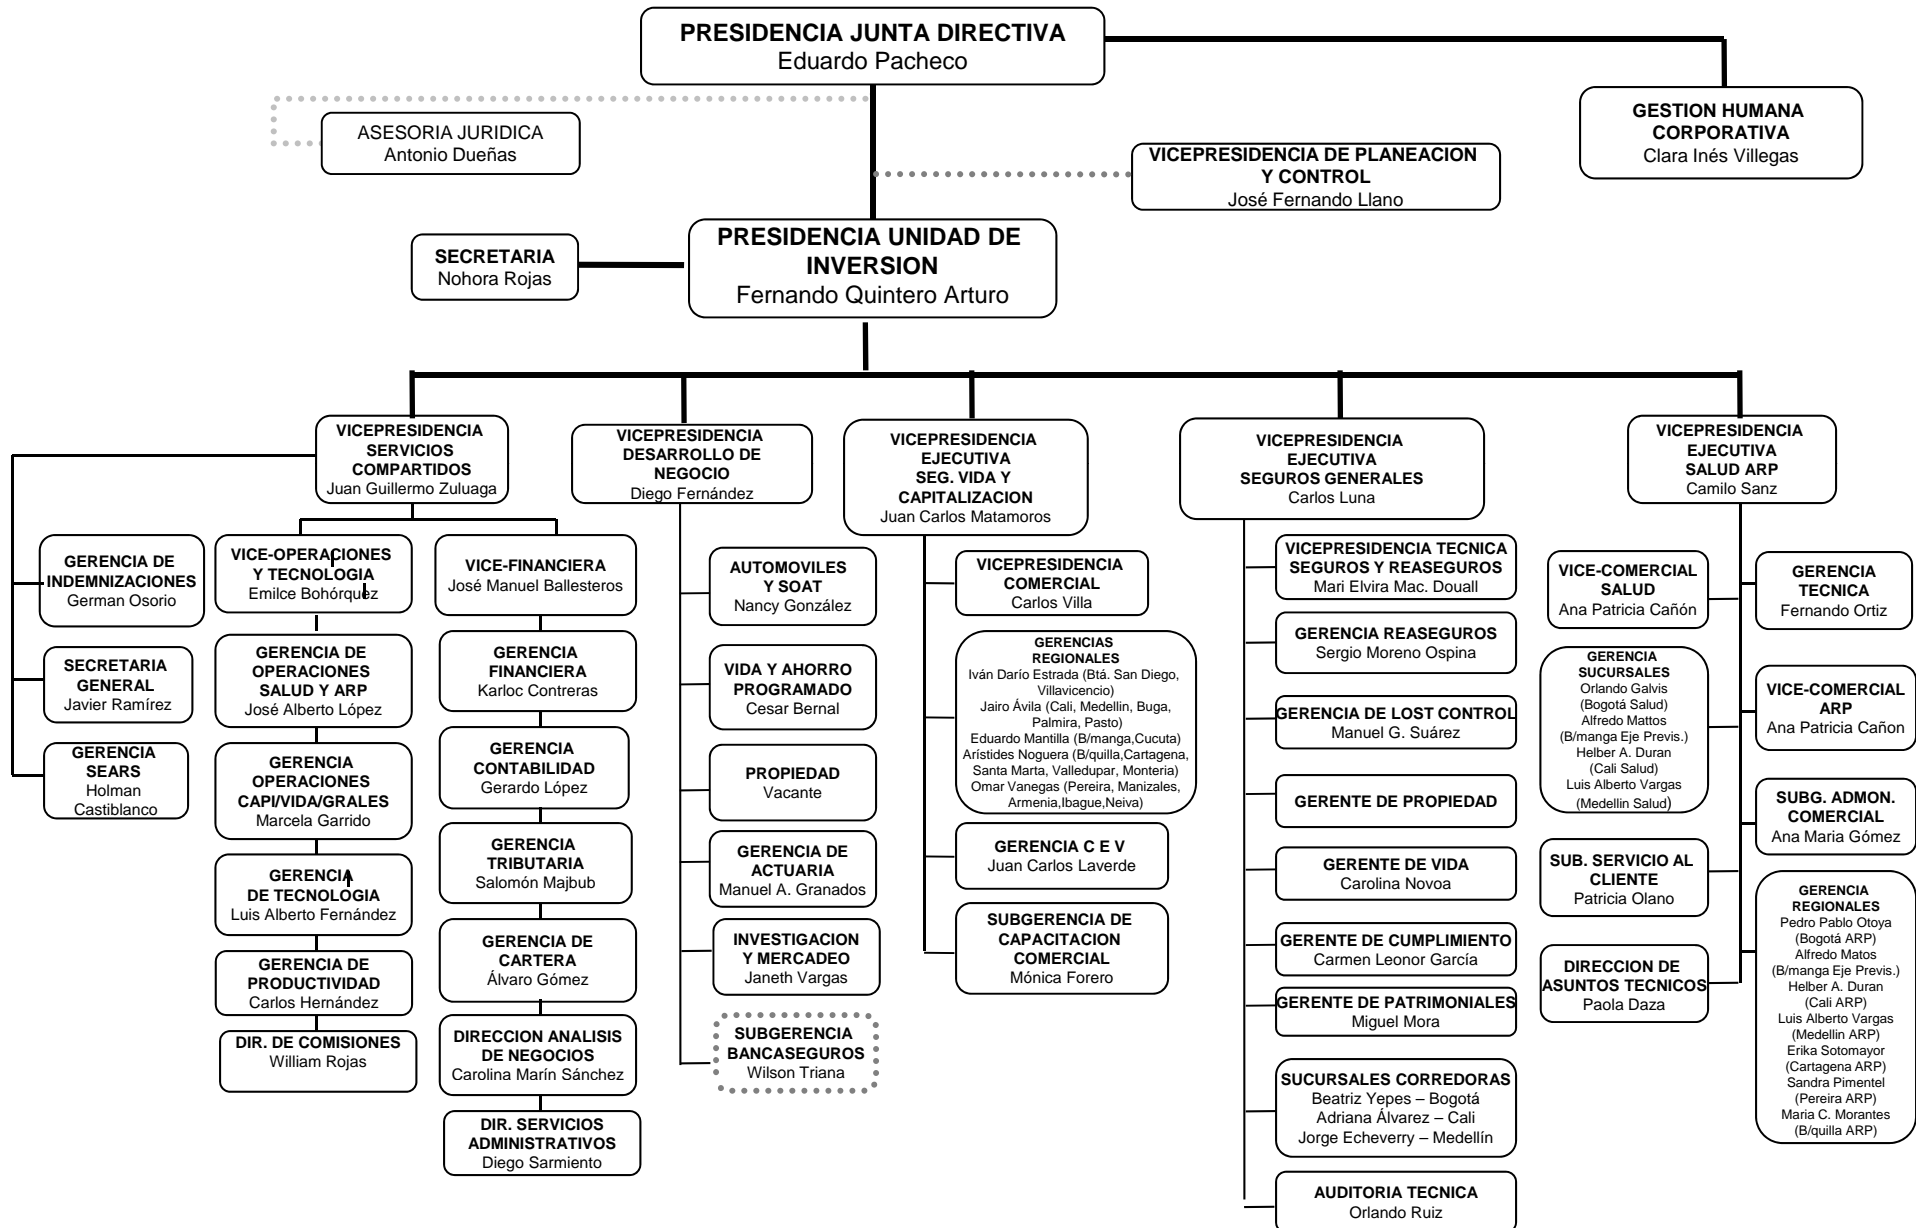 PRESIDENCIA JUNTA DIRECTIVA
Eduardo Pacheco
GESTION HUMANA
CORPORATIVA
Clara Inés Villegas
ASESORIA JURIDICA
Antonio Dueñas
VICEPRESIDENCIA DE PLANEACION
Y CONTROL
José Fernando Llano
PRESIDENCIA UNIDAD DE
INVERSION
Fernando Quintero Arturo
SECRETARIA
Nohora Rojas
VICEPRESIDENCIA
SERVICIOS
COMPARTIDOS
Juan Guillermo Zuluaga
VICEPRESIDENCIA
DESARROLLO DE
NEGOCIO
Diego Fernández
VICEPRESIDENCIA
EJECUTIVA
SEG. VIDA Y
CAPITALIZACION
Juan Carlos Matamoros
VICEPRESIDENCIA
EJECUTIVA
SEGUROS GENERALES
Carlos Luna
VICEPRESIDENCIA
EJECUTIVA
SALUD ARP
Camilo Sanz
GERENCIA DE
INDEMNIZACIONES
German Osorio
SECRETARIA
GENERAL
Javier Ramírez
GERENCIA
SEARS
Holman
Castiblanco
VICE-OPERACIONES
Y TECNOLOGIA
Emilce Bohórquez
GERENCIA DE
OPERACIONES
SALUD Y ARP
José Alberto López
GERENCIA
OPERACIONES
CAPI/VIDA/GRALES
Marcela Garrido
GERENCIA
DE TECNOLOGIA
Luis Alberto Fernández
GERENCIA DE
PRODUCTIVIDAD
Carlos Hernández
DIR. DE COMISIONES
William Rojas
VICE-FINANCIERA
José Manuel Ballesteros
GERENCIA
FINANCIERA
Karloc Contreras
GERENCIA
CONTABILIDAD
Gerardo López
GERENCIA
TRIBUTARIA
Salomón Majbub
GERENCIA DE
CARTERA
Álvaro Gómez
DIRECCION ANALISIS
DE NEGOCIOS
Carolina Marín Sánchez
DIR. SERVICIOS
ADMINISTRATIVOS
Diego Sarmiento
AUTOMOVILES
Y SOAT
Nancy González
VIDA Y AHORRO
PROGRAMADO
Cesar Bernal
PROPIEDAD
Vacante
GERENCIA DE
ACTUARIA
Manuel A. Granados
INVESTIGACION
Y MERCADEO
Janeth Vargas
SUBGERENCIA
BANCASEGUROS
Wilson Triana
VICEPRESIDENCIA
COMERCIAL
Carlos Villa
GERENCIAS
REGIONALES
Iván Darío Estrada (Btá. San Diego,
Villavicencio)
Jairo Ávila (Cali, Medellin, Buga,
Palmira, Pasto)
Eduardo Mantilla (B/manga,Cucuta)
Arístides Noguera (B/quilla,Cartagena,
Santa Marta, Valledupar, Monteria)
Omar Vanegas (Pereira, Manizales,
Armenia,Ibague,Neiva)
GERENCIA C E V
Juan Carlos Laverde
SUBGERENCIA DE
CAPACITACION
COMERCIAL
Mónica Forero
VICEPRESIDENCIA TECNICA
SEGUROS Y REASEGUROS
Mari Elvira Mac. Douall
GERENCIA REASEGUROS
Sergio Moreno Ospina
GERENCIA DE LOST CONTROL
Manuel G. Suárez
GERENTE DE PROPIEDAD
GERENTE DE VIDA
Carolina Novoa
GERENTE DE CUMPLIMIENTO
Carmen Leonor García
GERENTE DE PATRIMONIALES
Miguel Mora
SUCURSALES CORREDORAS
Beatriz Yepes – Bogotá
Adriana Álvarez – Cali
Jorge Echeverry – Medellín
AUDITORIA TECNICA
Orlando Ruiz
VICE-COMERCIAL
SALUD
Ana Patricia Cañón
GERENCIA
SUCURSALES
Orlando Galvis
(Bogotá Salud)
Alfredo Mattos
(B/manga Eje Previs.)
Helber A. Duran
(Cali Salud)
Luis Alberto Vargas
(Medellin Salud)
SUB. SERVICIO AL
CLIENTE
Patricia Olano
DIRECCION DE
ASUNTOS TECNICOS
Paola Daza
GERENCIA
TECNICA
Fernando Ortiz
VICE-COMERCIAL
ARP
Ana Patricia Cañon
SUBG. ADMON.
COMERCIAL
Ana Maria Gómez
GERENCIA
REGIONALES
Pedro Pablo Otoya
(Bogotá ARP)
Alfredo Matos
(B/manga Eje Previs.)
Helber A. Duran
(Cali ARP)
Luis Alberto Vargas
(Medellin ARP)
Erika Sotomayor
(Cartagena ARP)
Sandra Pimentel
(Pereira ARP)
Maria C. Morantes
(B/quilla ARP)